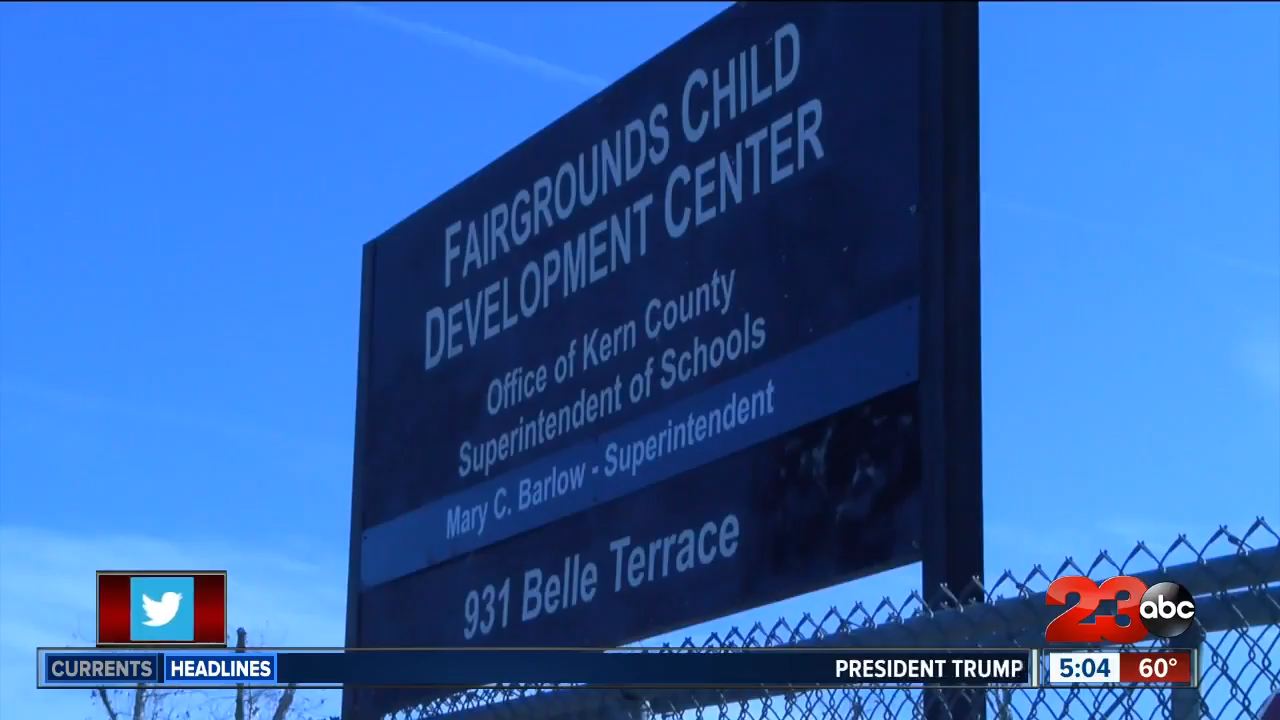 FAIRGROUNDS CHILD
DEVELOPMENT CENTER
Office of Kern County
Superintendent of Schools
Mary C. Barlow - Superintendent
931 Belle Terrace
23 abc
CURRENTS HEADLINES PRESIDENT TRUMP 5:04 60°